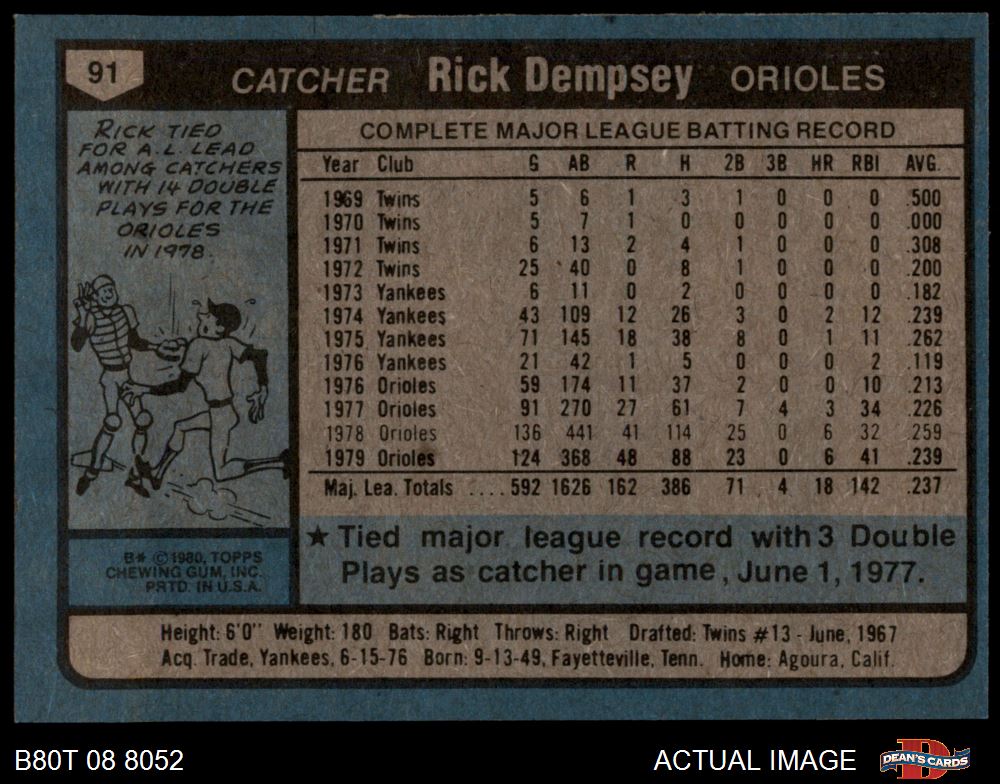 91 CATCHER Rick Dempsey ORIOLES
RICK TIED
FOR A.L. LEAD
AMONG CATCHERS
WITH 14 DOUBLE
PLAYS FOR THE
ORIOLES
IN 1978.
COMPLETE MAJOR LEAGUE BATTING RECORD
Year Club G AB R H 2B 3B HR RBI AVG.
1969 Twins 5 6 1 3 1 0 0 0 .500
1970 Twins 5 7 1 0 0 0 0 0 .000
1971 Twins 6 13 2 4 1 0 0 0 .308
1972 Twins 25 40 0 8 1 0 0 0 .200
1973 Yankees 6 11 0 2 0 0 0 0 .182
1974 Yankees 43 109 12 26 3 0 2 12 .239
1975 Yankees 71 145 18 38 8 0 1 11 .262
1976 Yankees 21 42 1 5 0 0 0 2 .119
1976 Orioles 59 174 11 37 2 0 0 10 .213
1977 Orioles 91 270 27 61 7 4 3 34 .226
1978 Orioles 136 441 41 114 25 0 6 32 .259
1979 Orioles 124 368 48 88 23 0 6 41 .239
Maj. Lea. Totals .... 592 1626 162 386 71 4 18 142 .237
★ Tied major league record with 3 Double
Plays as catcher in game, June 1, 1977.
B* © 1980, TOPPS
CHEWING GUM, INC.
PRTD. IN U.S.A.
Height: 6'0" Weight: 180 Bats: Right Throws: Right Drafted: Twins #13 - June, 1967
Acq. Trade, Yankees, 6-15-76 Born: 9-13-49, Fayetteville, Tenn. Home: Agoura, Calif.
B80T 08 8052 ACTUAL IMAGE DEAN'S CARDS